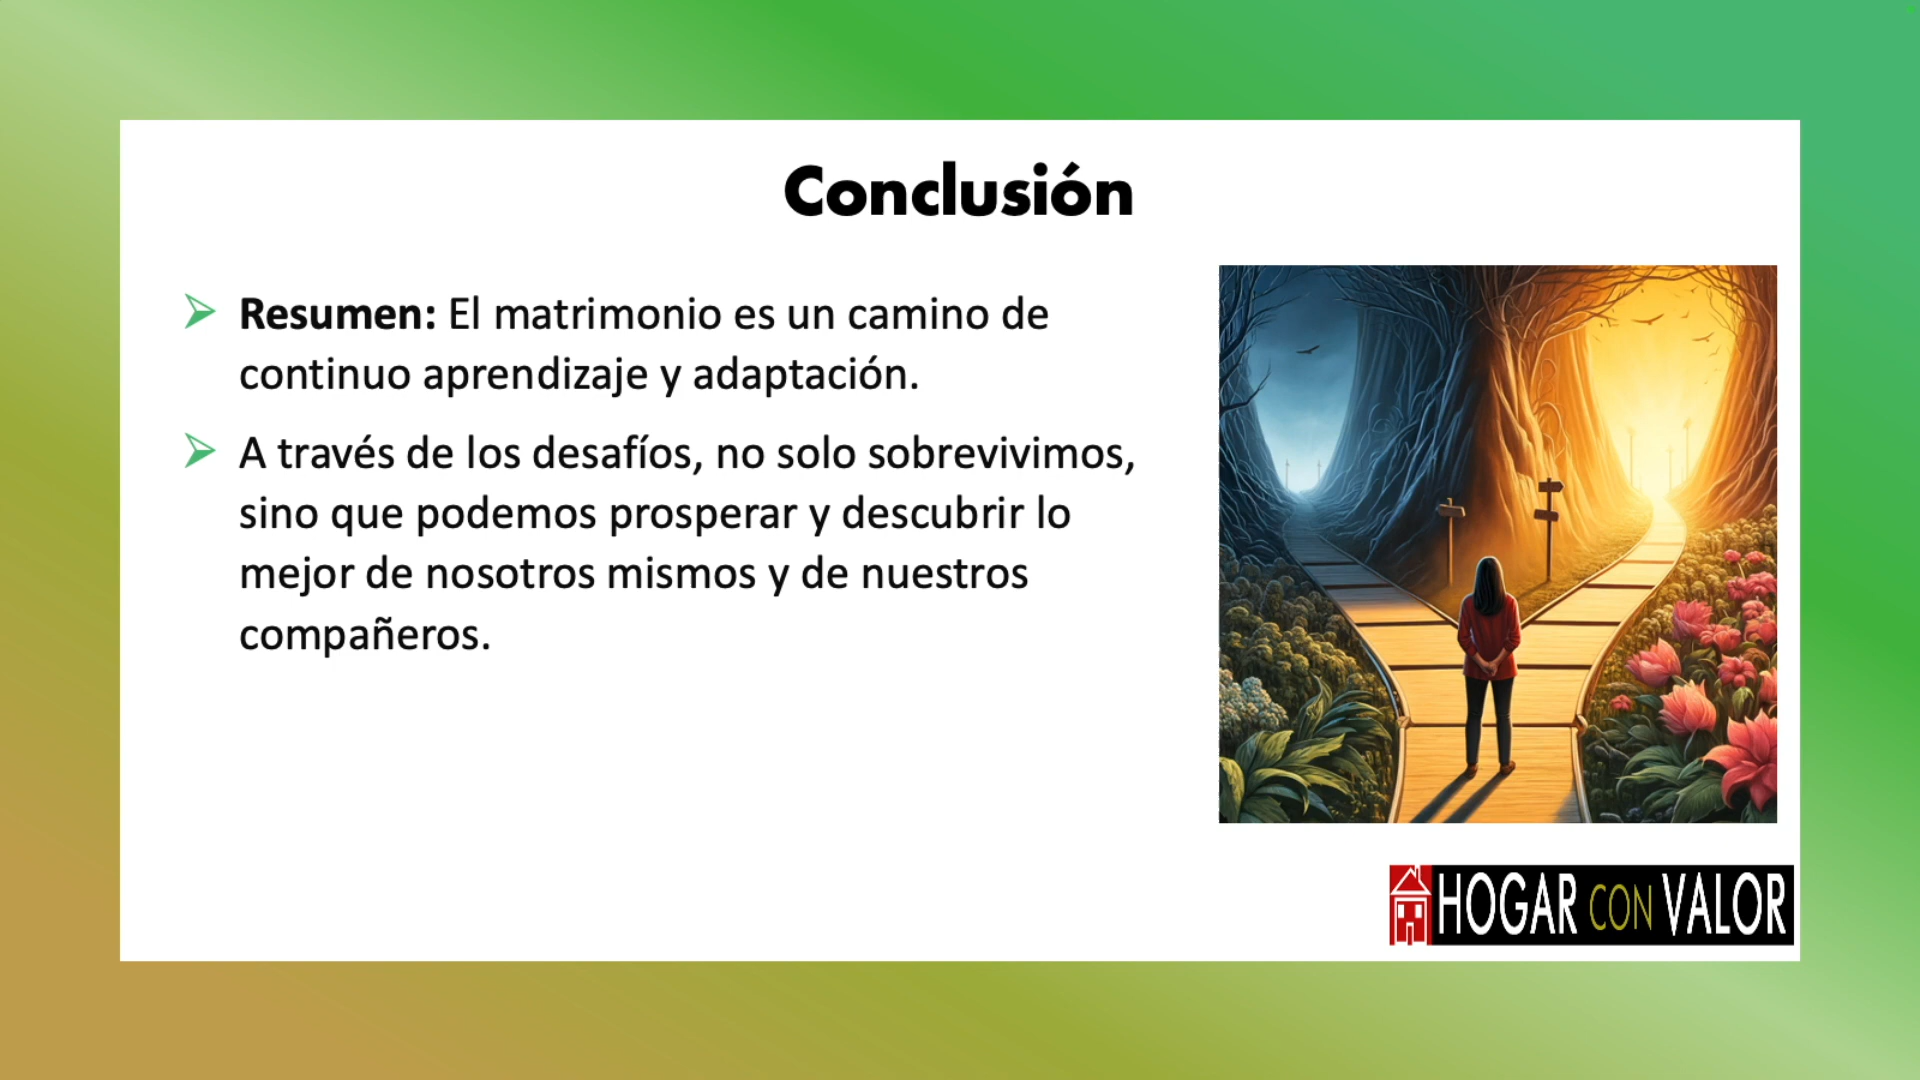 Conclusión
Resumen: El matrimonio es un camino de
continuo aprendizaje y adaptación.
A través de los desafíos, no solo sobrevivimos,
sino que podemos prosperar y descubrir lo
mejor de nosotros mismos y de nuestros
compañeros.
HOGAR CON VALOR